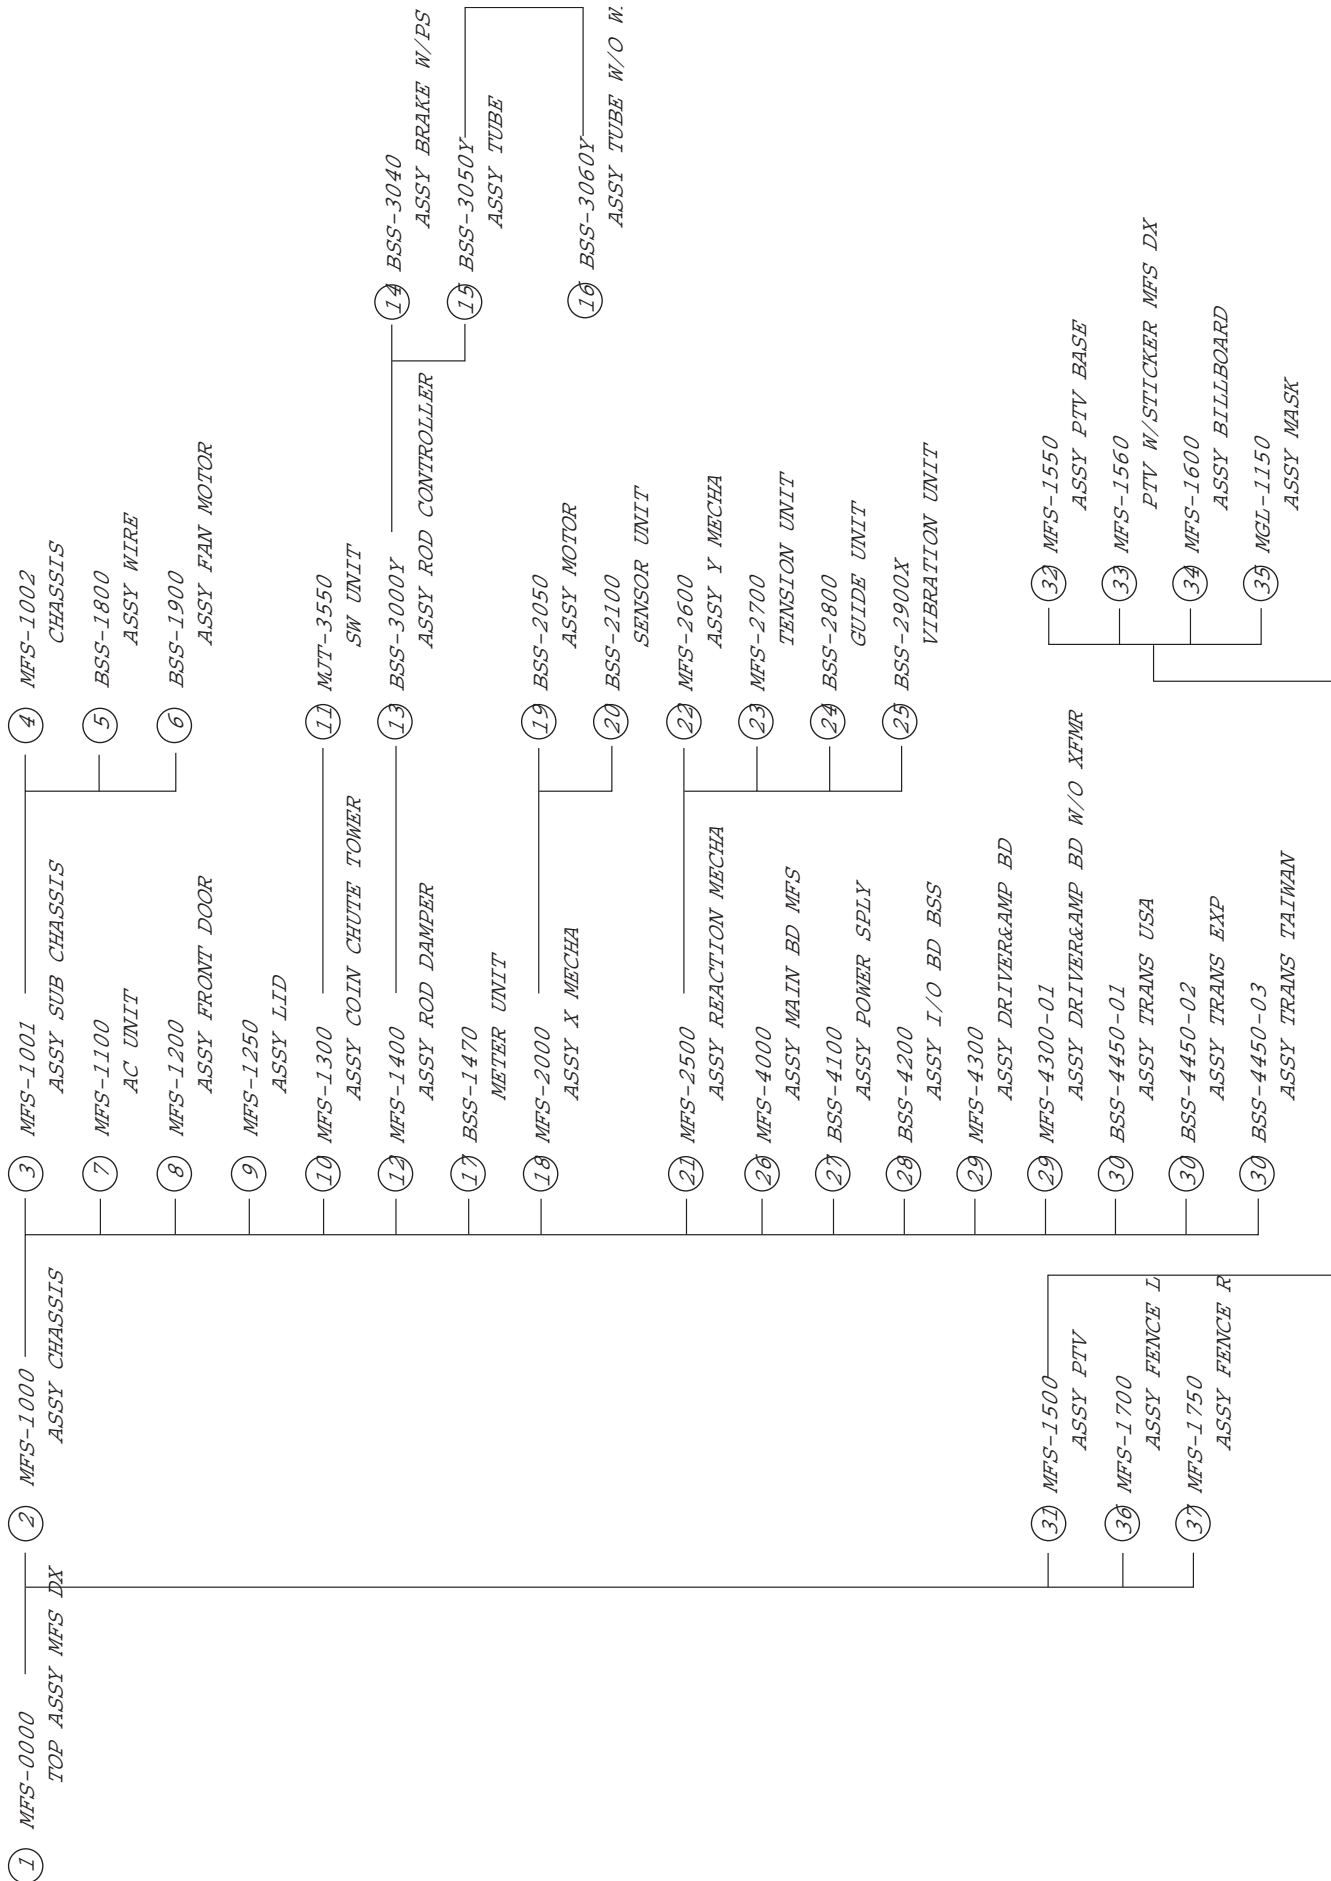 1
MFS-0000
TOP ASSY MFS DX
2
MFS-1000
ASSY CHASSIS
3
MFS-1001
ASSY SUB CHASSIS
4
MFS-1002
CHASSIS
5
BSS-1800
ASSY WIRE
6
BSS-1900
ASSY FAN MOTOR
7
MFS-1100
AC UNIT
8
MFS-1200
ASSY FRONT DOOR
9
MFS-1250
ASSY LID
10
MFS-1300
ASSY COIN CHUTE TOWER
11
MJT-3550
SW UNIT
12
MFS-1400
ASSY ROD DAMPER
13
BSS-3000Y
ASSY ROD CONTROLLER
14
BSS-3040
ASSY BRAKE W/PS
15
BSS-3050Y
ASSY TUBE
16
BSS-3060Y
ASSY TUBE W/O W.
17
BSS-1470
METER UNIT
18
MFS-2000
ASSY X MECHA
19
BSS-2050
ASSY MOTOR
20
BSS-2100
SENSOR UNIT
21
MFS-2500
ASSY REACTION MECHA
22
MFS-2600
ASSY Y MECHA
23
MFS-2700
TENSION UNIT
24
BSS-2800
GUIDE UNIT
25
BSS-2900X
VIBRATION UNIT
26
MFS-4000
ASSY MAIN BD MFS
27
BSS-4100
ASSY POWER SPLY
28
BSS-4200
ASSY I/O BD BSS
29
MFS-4300
ASSY DRIVER&AMP BD
29
MFS-4300-01
ASSY DRIVER&AMP BD W/O XFMR
30
BSS-4450-01
ASSY TRANS USA
30
BSS-4450-02
ASSY TRANS EXP
30
BSS-4450-03
ASSY TRANS TAIWAN
31
MFS-1500
ASSY PTV
32
MFS-1550
ASSY PTV BASE
33
MFS-1560
PTV W/STICKER MFS DX
34
MFS-1600
ASSY BILLBOARD
35
MGL-1150
ASSY MASK
36
MFS-1700
ASSY FENCE L
37
MFS-1750
ASSY FENCE R